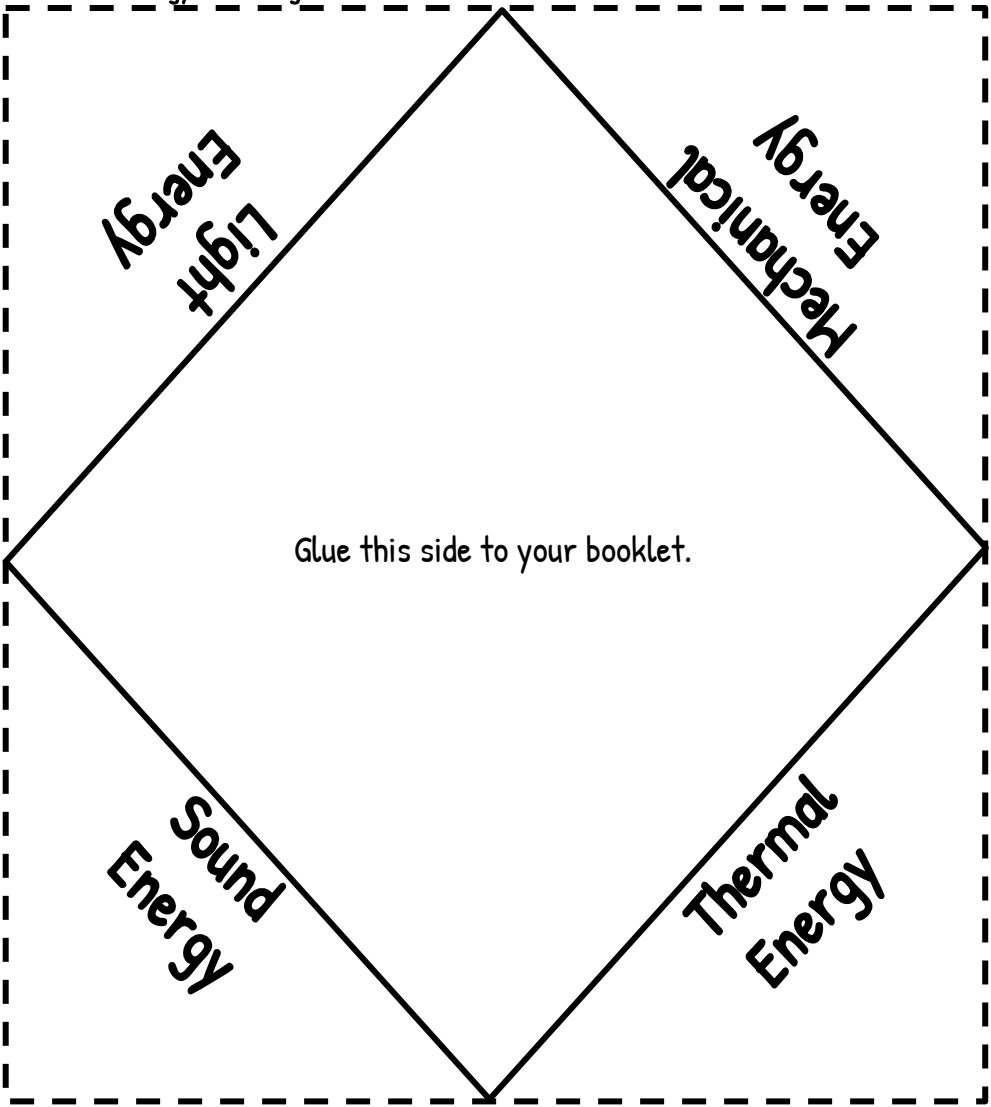 Light
Energy
Mechanical
Energy
Glue this side to your booklet.
Sound
Energy
Thermal
Energy